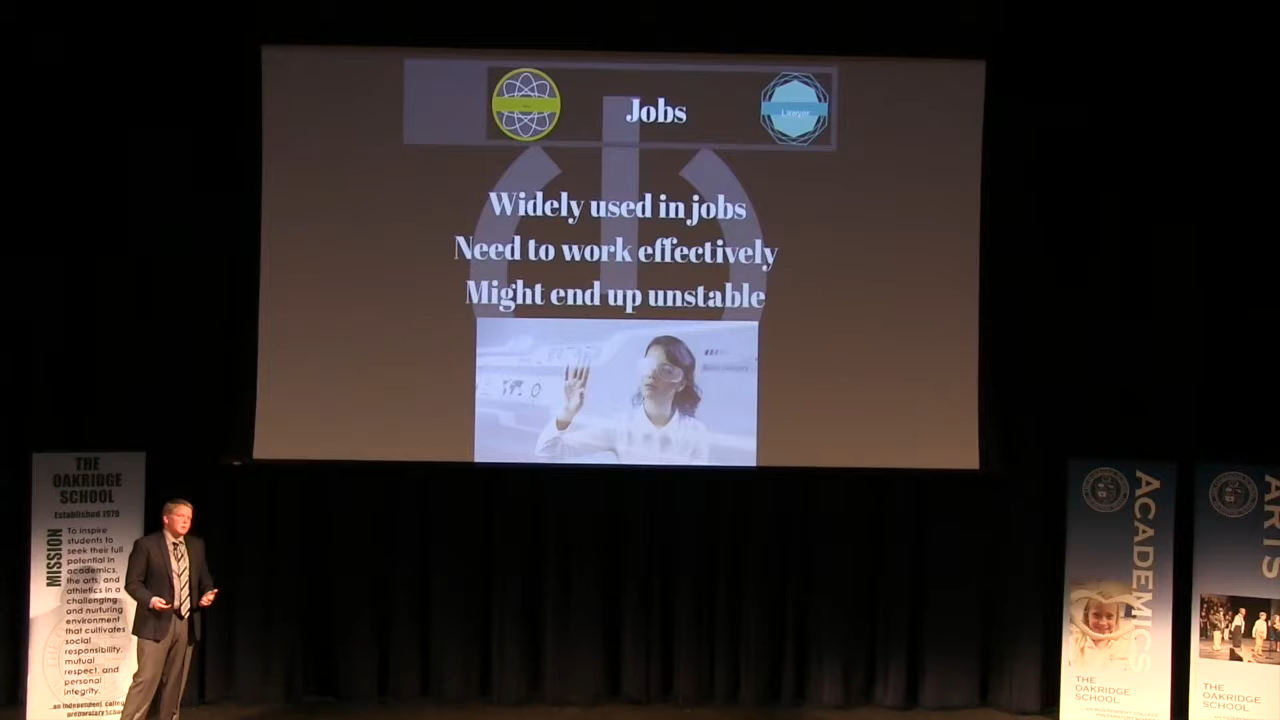 Jobs
Lawyer
Widely used in jobs
Need to work effectively
Might end up unstable
THE
OAKRIDGE
SCHOOL
Established 1979
MISSION
To inspire
students to
seek their full
potential in
academics,
the arts, and
athletics in a
challenging
and nurturing
environment
that cultivates
social
responsibility,
mutual
respect, and
personal
integrity.
ACADEMICS
THE
OAKRIDGE
SCHOOL
ARTS
THE
OAKRIDGE
SCHOOL